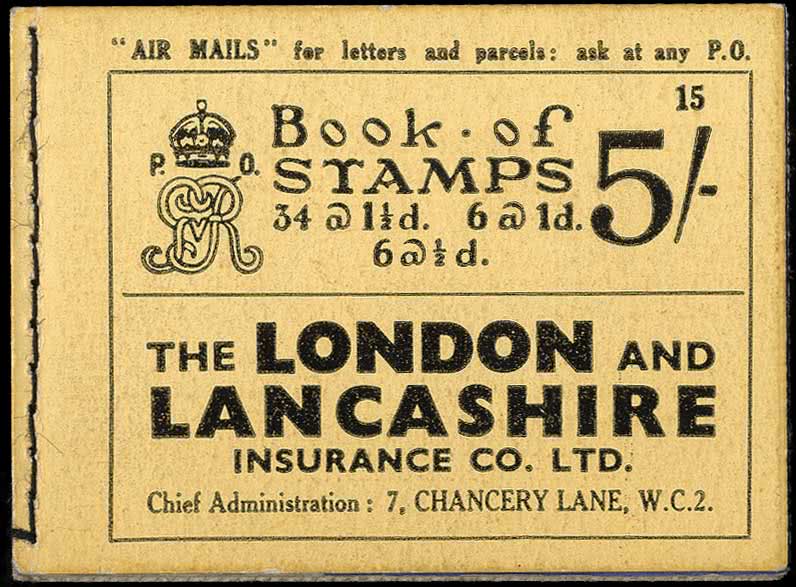 "AIR MAILS" for letters and parcels: ask at any P.O.
15
Book · of
STAMPS
5/-
P. O.
GR
34 @ 1½d. 6 @ 1d.
6 @ ½d.
THE LONDON AND
LANCASHIRE
INSURANCE CO. LTD.
Chief Administration: 7, CHANCERY LANE, W.C.2.